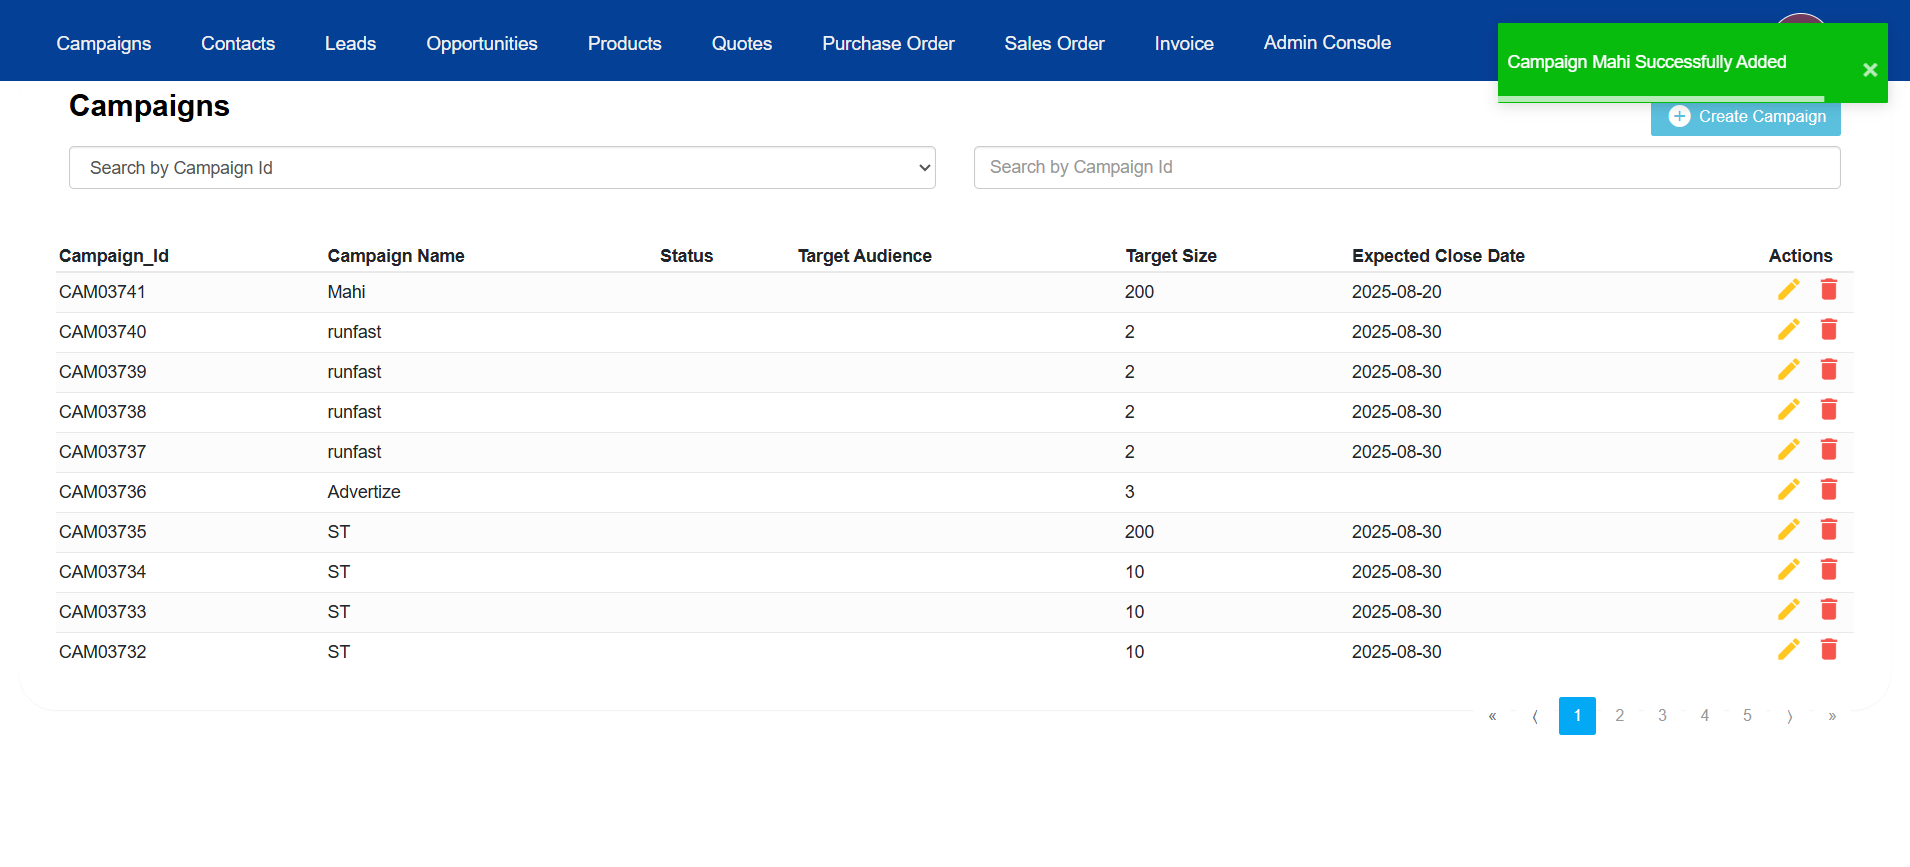 Campaigns Contacts Leads Opportunities Products Quotes Purchase Order Sales Order Invoice Admin Console
Campaign Mahi Successfully Added ×
Campaigns
Create Campaign
Search by Campaign Id Search by Campaign Id
Campaign_Id Campaign Name Status Target Audience Target Size Expected Close Date Actions
CAM03741 Mahi 200 2025-08-20
CAM03740 runfast 2 2025-08-30
CAM03739 runfast 2 2025-08-30
CAM03738 runfast 2 2025-08-30
CAM03737 runfast 2 2025-08-30
CAM03736 Advertize 3
CAM03735 ST 200 2025-08-30
CAM03734 ST 10 2025-08-30
CAM03733 ST 10 2025-08-30
CAM03732 ST 10 2025-08-30
« ⟨ 1 2 3 4 5 ⟩ »